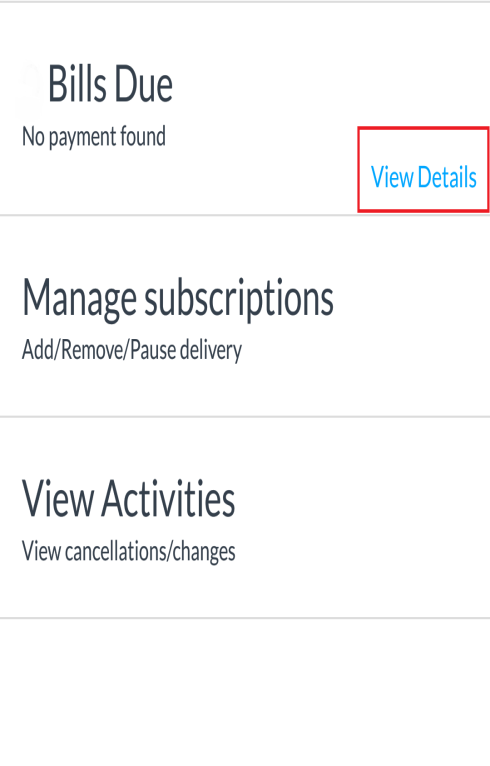 Bills Due
No payment found
View Details
Manage subscriptions
Add/Remove/Pause delivery
View Activities
View cancellations/changes